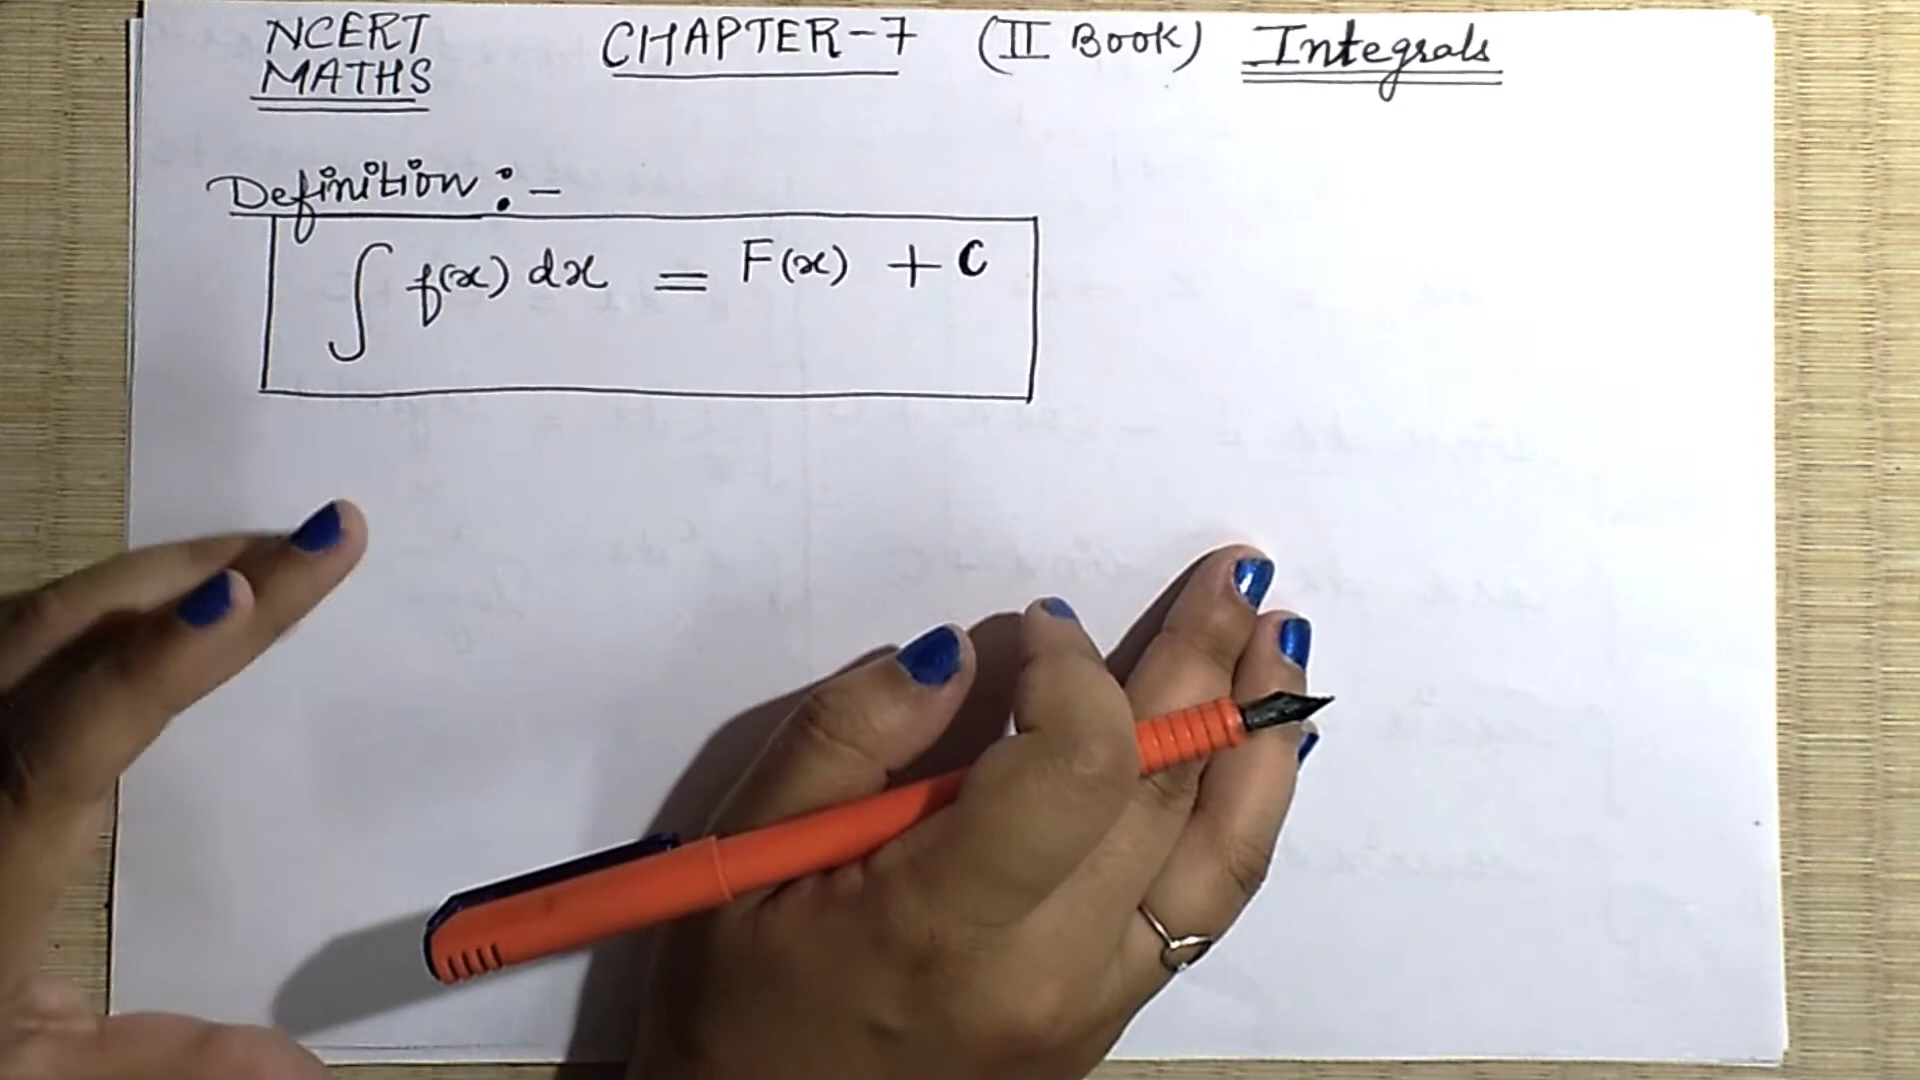 NCERT MATHS CHAPTER-7 (II Book) Integrals
Definition :-
∫ f(x) dx = F(x) + C